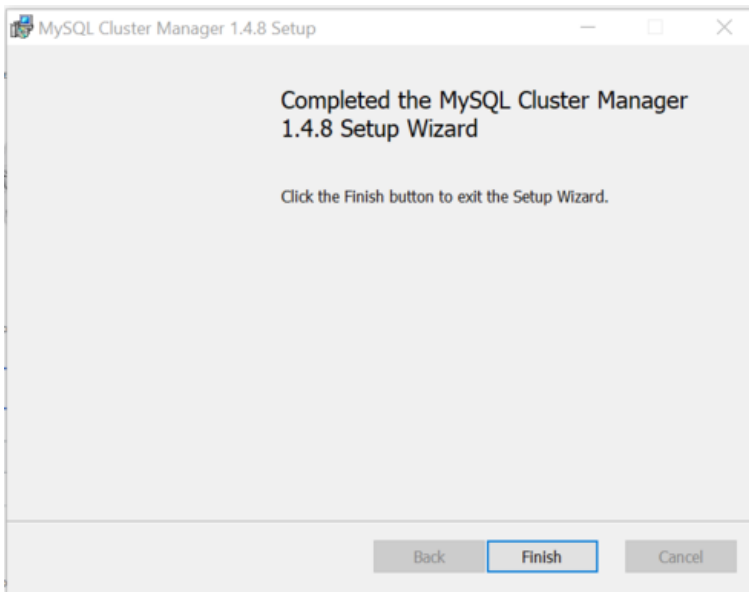 MySQL Cluster Manager 1.4.8 Setup
Completed the MySQL Cluster Manager
1.4.8 Setup Wizard
Click the Finish button to exit the Setup Wizard.
Back Finish Cancel